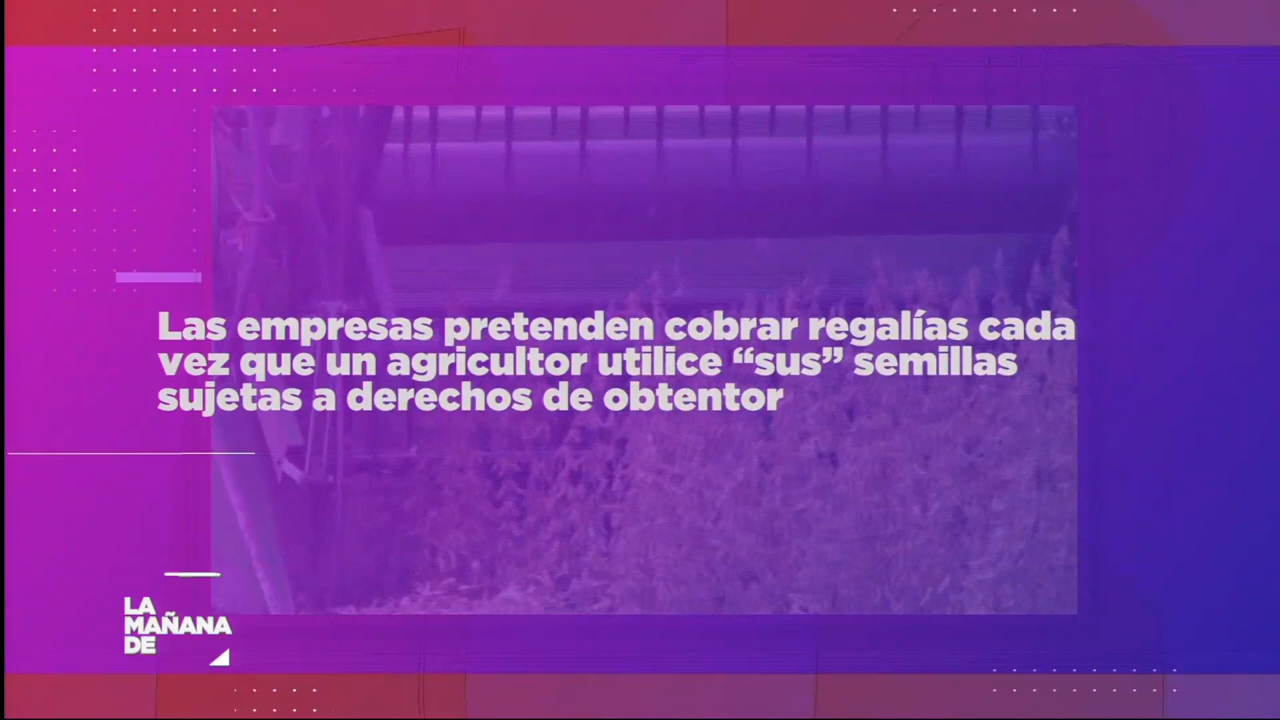 Las empresas pretenden cobrar regalías cada
vez que un agricultor utilice “sus” semillas
sujetas a derechos de obtentor
LA
MAÑANA
DE